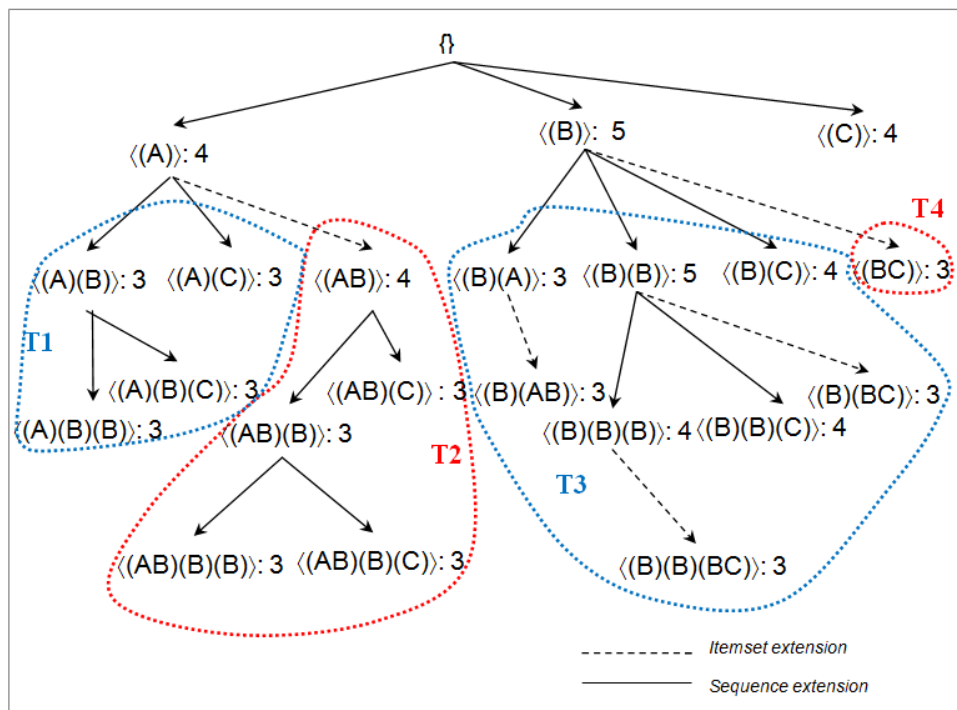 {}
⟨(A)⟩: 4
⟨(B)⟩: 5
⟨(C)⟩: 4
T4
⟨(A)(B)⟩: 3
⟨(A)(C)⟩: 3
⟨(AB)⟩: 4
⟨(B)(A)⟩: 3
⟨(B)(B)⟩: 5
⟨(B)(C)⟩: 4
⟨(BC)⟩: 3
T1
⟨(A)(B)(C)⟩: 3
⟨(A)(B)(B)⟩: 3
⟨(AB)(C)⟩: 3
⟨(AB)(B)⟩: 3
T2
⟨(B)(AB)⟩: 3
⟨(B)(BC)⟩: 3
⟨(B)(B)(B)⟩: 4
⟨(B)(B)(C)⟩: 4
T3
⟨(AB)(B)(B)⟩: 3
⟨(AB)(B)(C)⟩: 3
⟨(B)(B)(BC)⟩: 3
Itemset extension
Sequence extension